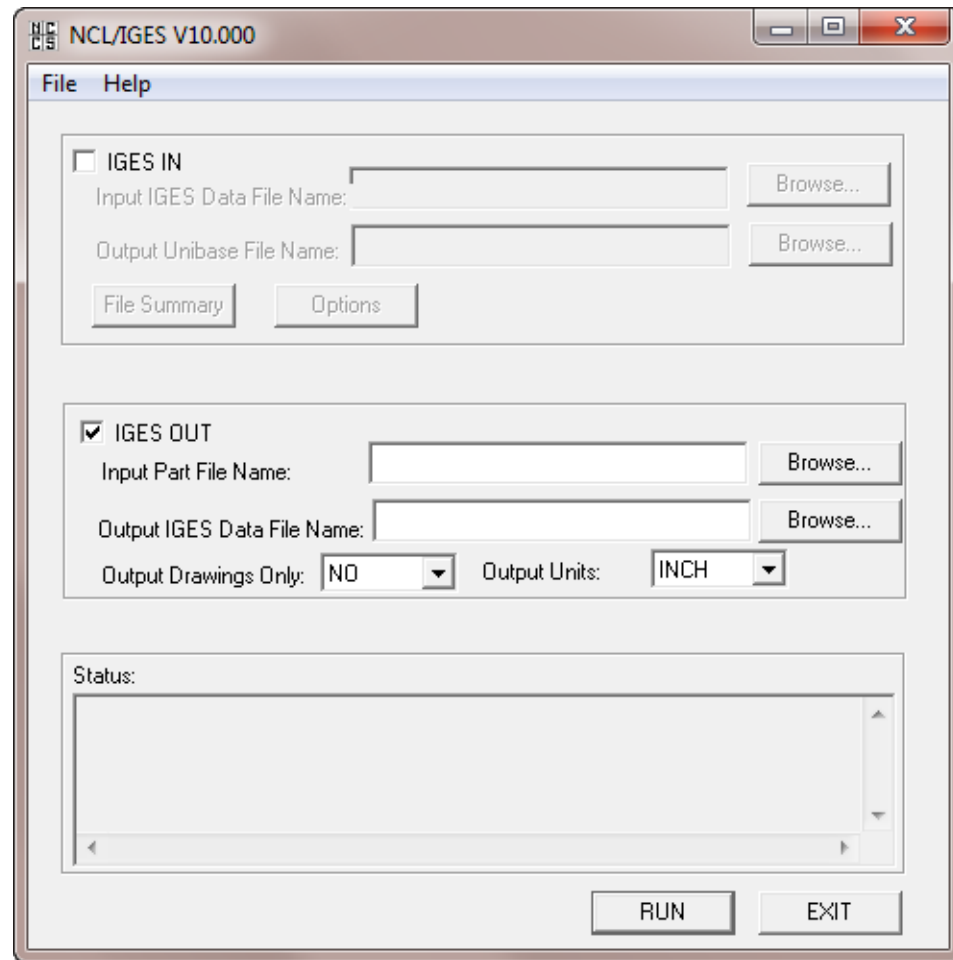 NCCS NCL/IGES V10.000
File Help
IGES IN
Input IGES Data File Name: Browse...
Output Unibase File Name: Browse...
File Summary Options
IGES OUT
Input Part File Name: Browse...
Output IGES Data File Name: Browse...
Output Drawings Only: NO Output Units: INCH
Status:
RUN EXIT